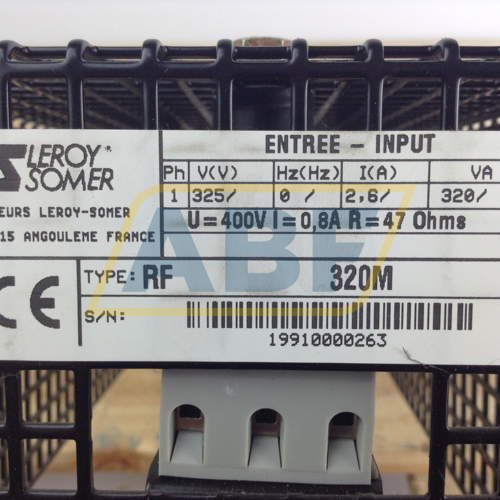 LEROY®
SOMER
EURS LEROY-SOMER
15 ANGOULEME FRANCE
ENTREE - INPUT
Ph V(V) Hz(Hz) I(A) VA
1 325/ 0 / 2,6/ 320/
U=400V I=0,8A R=47 Ohms
CE
TYPE: RF 320M
S/N:
19910000263
ABF